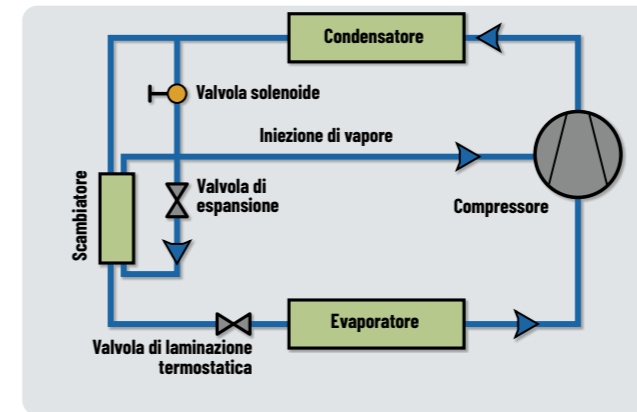 Condensatore
Valvola solenoide
Iniezione di vapore
Valvola di
espansione
Scambiatore
Compressore
Evaporatore
Valvola di laminazione
termostatica